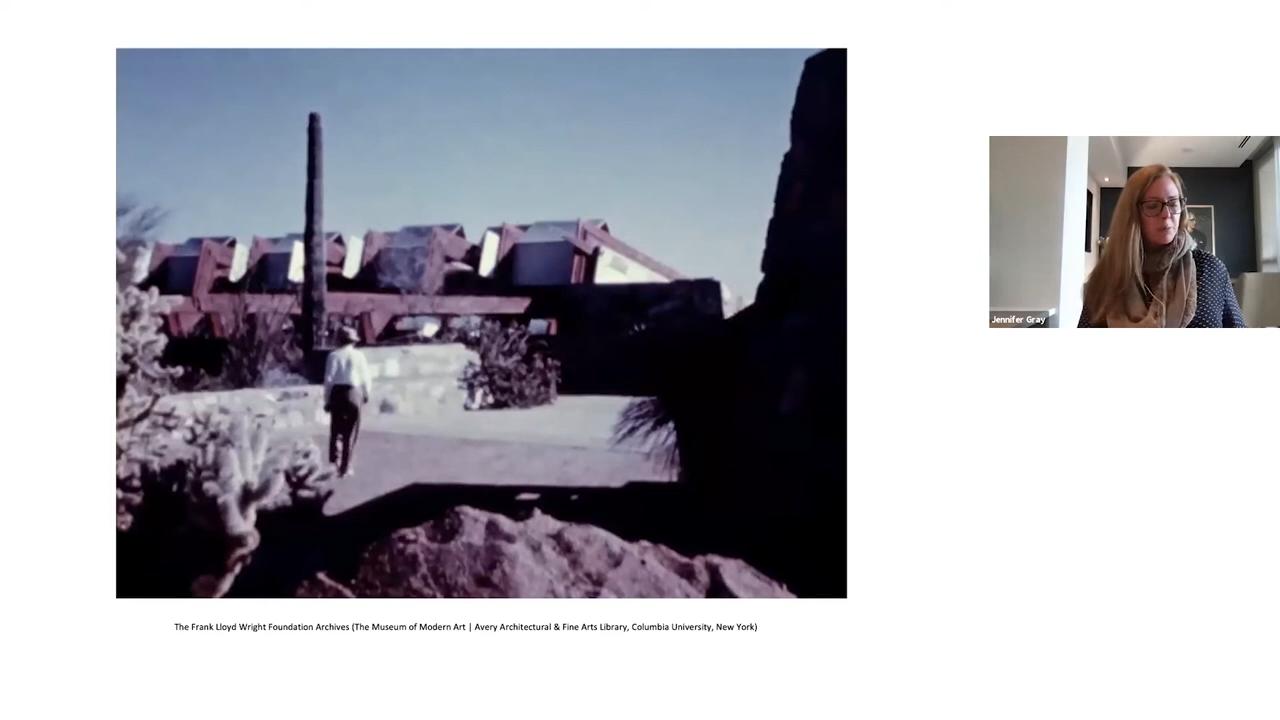 Jennifer Gray
The Frank Lloyd Wright Foundation Archives (The Museum of Modern Art | Avery Architectural & Fine Arts Library, Columbia University, New York)